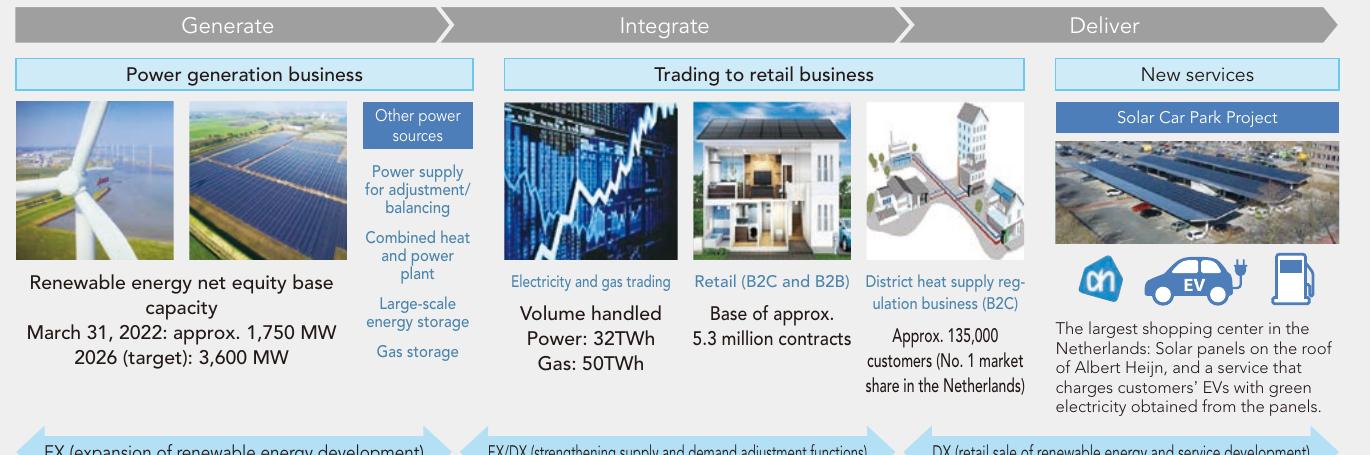 Generate
Integrate
Deliver
Power generation business
Other power
sources
Power supply
for adjustment/
balancing
Combined heat
and power
plant
Large-scale
energy storage
Gas storage
Renewable energy net equity base
capacity
March 31, 2022: approx. 1,750 MW
2026 (target): 3,600 MW
Trading to retail business
Electricity and gas trading
Volume handled
Power: 32TWh
Gas: 50TWh
Retail (B2C and B2B)
Base of approx.
5.3 million contracts
District heat supply reg-
ulation business (B2C)
Approx. 135,000
customers (No. 1 market
share in the Netherlands)
New services
Solar Car Park Project
EV
The largest shopping center in the
Netherlands: Solar panels on the roof
of Albert Heijn, and a service that
charges customers’ EVs with green
electricity obtained from the panels.
EX (expansion of renewable energy development)
EX/DX (strengthening supply and demand adjustment functions)
DX (retail sale of renewable energy and service development)